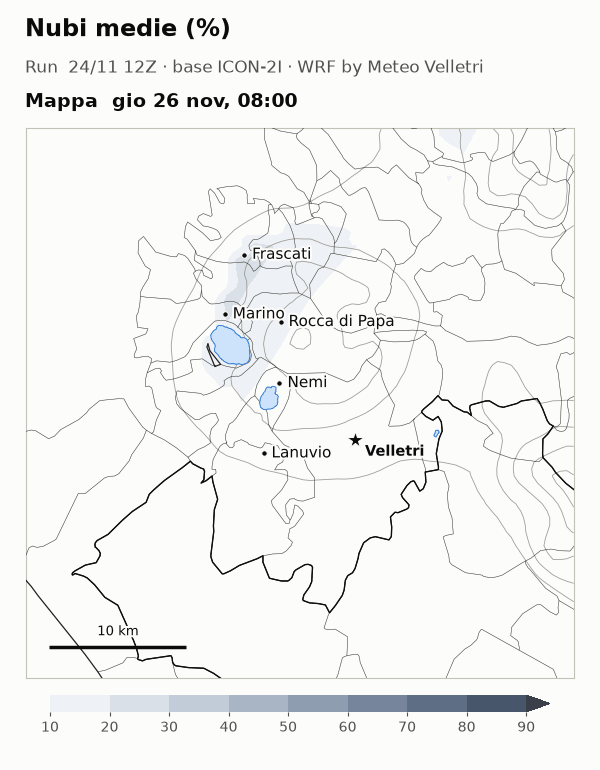 Nubi medie (%)
Run 24/11 12Z · base ICON-2I · WRF by Meteo Velletri
Mappa gio 26 nov, 08:00
Frascati
Marino
Rocca di Papa
Nemi
Velletri
Lanuvio
10 km
10 20 30 40 50 60 70 80 90